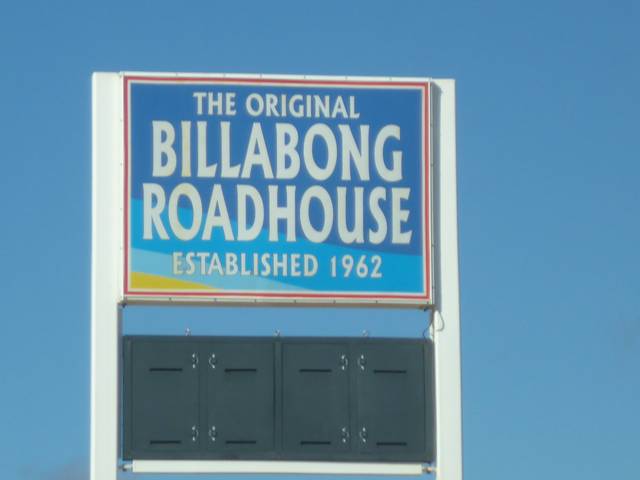 THE ORIGINAL
BILLABONG
ROADHOUSE
ESTABLISHED 1962